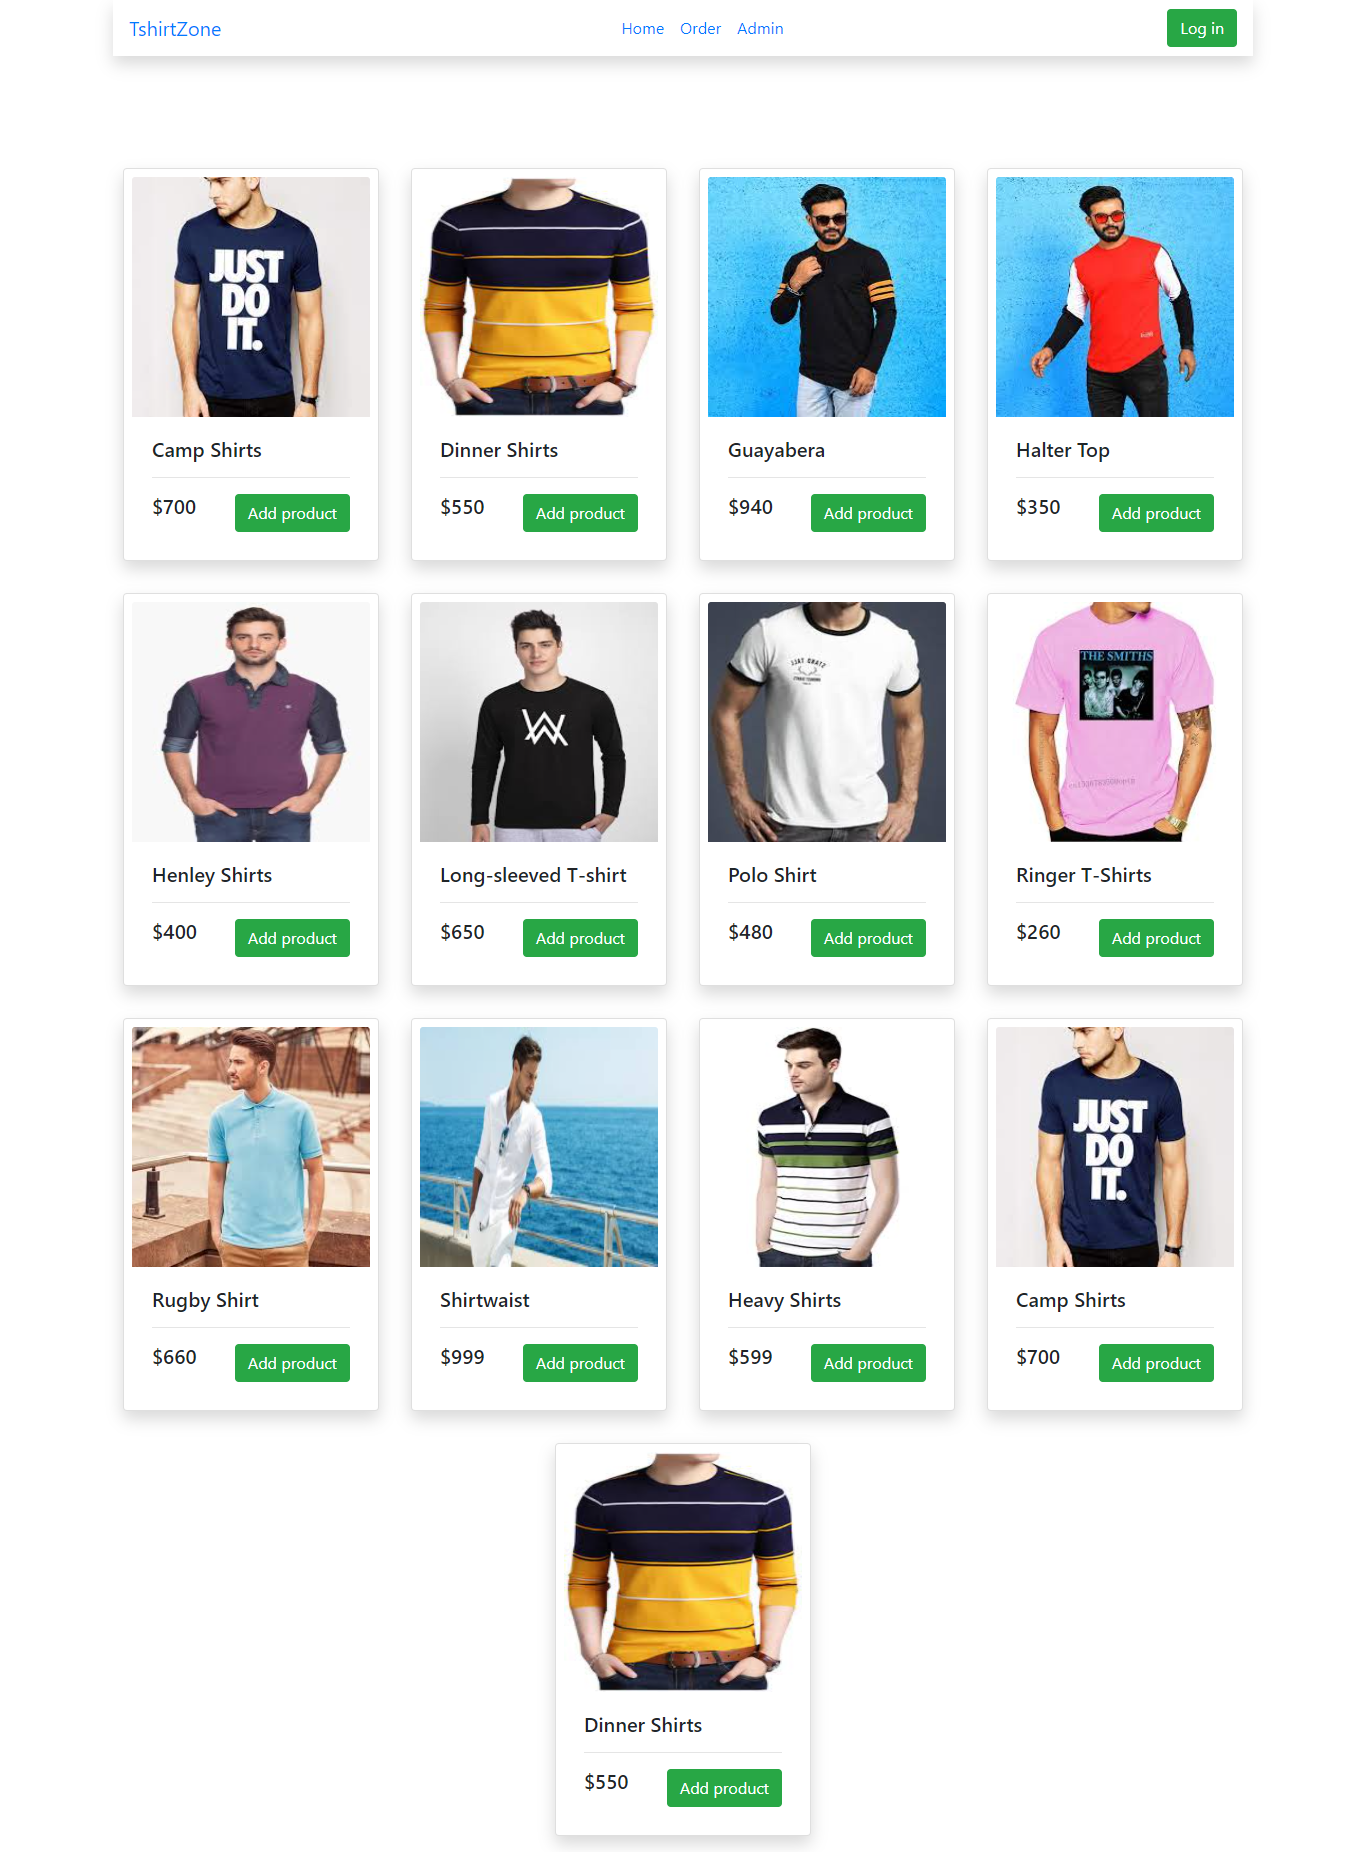 TshirtZone
Home Order Admin
Log in
JUST
DO
IT.
Camp Shirts
$700
Add product
Dinner Shirts
$550
Add product
Guayabera
$940
Add product
Halter Top
$350
Add product
Henley Shirts
$400
Add product
Long-sleeved T-shirt
$650
Add product
Polo Shirt
$480
Add product
THE SMITHS
Ringer T-Shirts
$260
Add product
Rugby Shirt
$660
Add product
Shirtwaist
$999
Add product
Heavy Shirts
$599
Add product
JUST
DO
IT.
Camp Shirts
$700
Add product
Dinner Shirts
$550
Add product